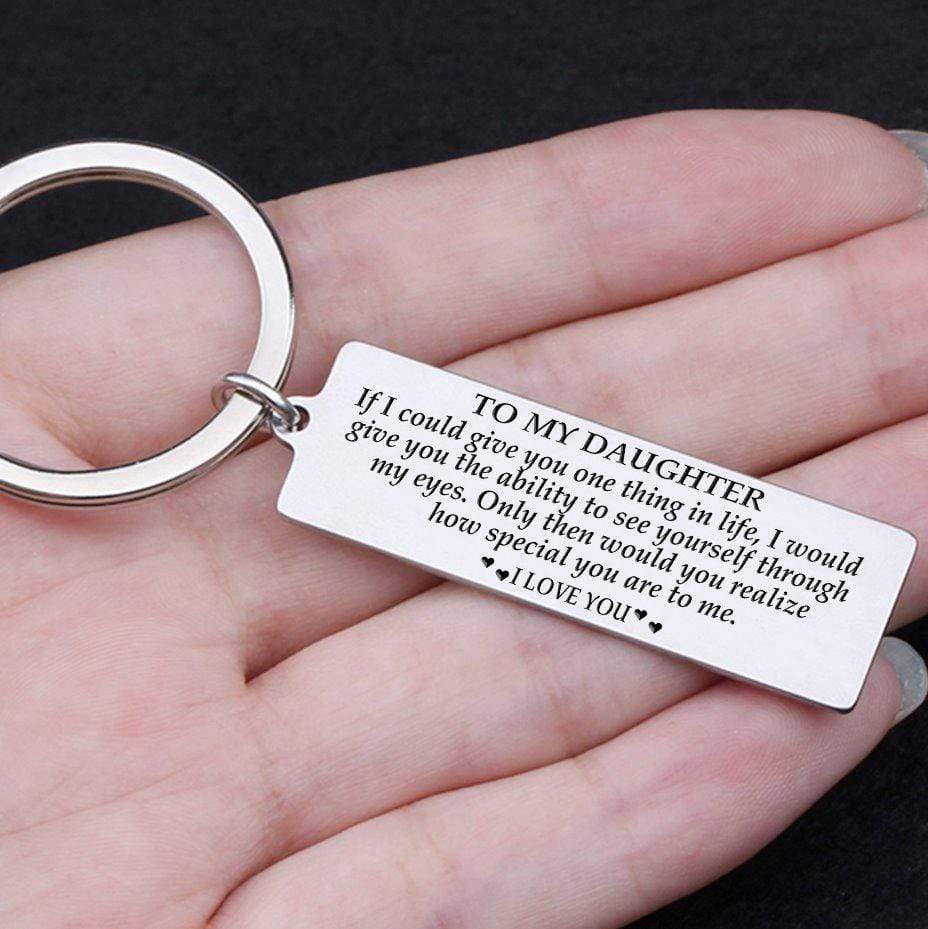 TO MY DAUGHTER
If I could give you one thing in life, I would
give you the ability to see yourself through
my eyes. Only then would you realize
how special you are to me.
♥♥I LOVE YOU♥♥